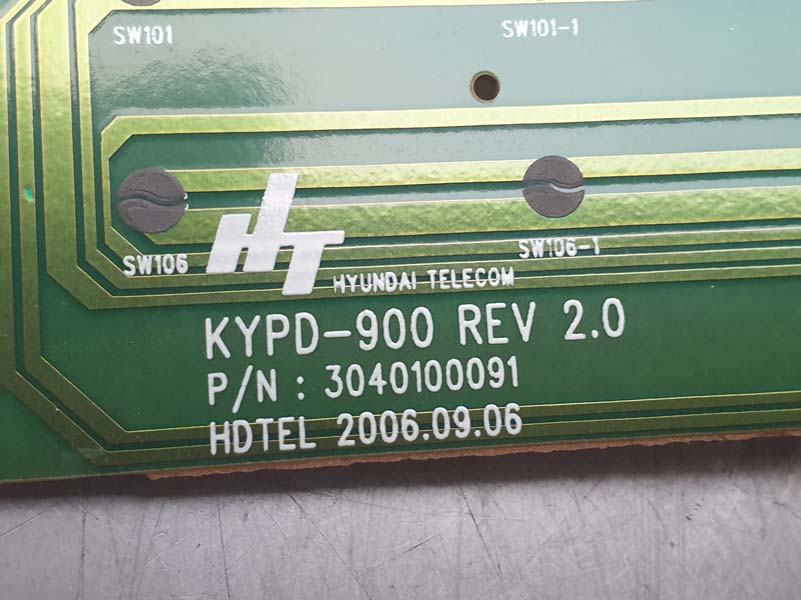 SW101
SW101-1
SW106
SW106-1
HT
HYUNDAI TELECOM
KYPD-900 REV 2.0
P/N : 3040100091
HDTEL 2006.09.06